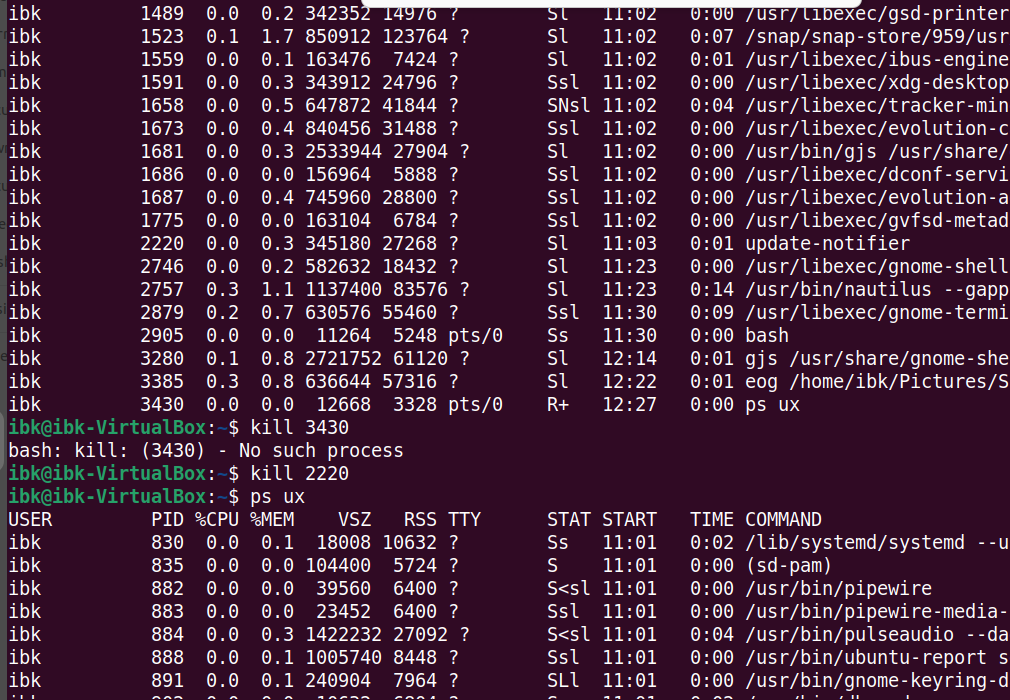 ibk 1489 0.0 0.2 342352 14976 ? Sl 11:02 0:00 /usr/libexec/gsd-printer
ibk 1523 0.1 1.7 850912 123764 ? Sl 11:02 0:07 /snap/snap-store/959/usr
ibk 1559 0.0 0.1 163476 7424 ? Sl 11:02 0:01 /usr/libexec/ibus-engine
ibk 1591 0.0 0.3 343912 24796 ? Ssl 11:02 0:00 /usr/libexec/xdg-desktop
ibk 1658 0.0 0.5 647872 41844 ? SNsl 11:02 0:04 /usr/libexec/tracker-min
ibk 1673 0.0 0.4 840456 31488 ? Ssl 11:02 0:00 /usr/libexec/evolution-c
ibk 1681 0.0 0.3 2533944 27904 ? Sl 11:02 0:00 /usr/bin/gjs /usr/share/
ibk 1686 0.0 0.0 156964 5888 ? Ssl 11:02 0:00 /usr/libexec/dconf-servi
ibk 1687 0.0 0.4 745960 28800 ? Ssl 11:02 0:00 /usr/libexec/evolution-a
ibk 1775 0.0 0.0 163104 6784 ? Ssl 11:02 0:00 /usr/libexec/gvfsd-metad
ibk 2220 0.0 0.3 345180 27268 ? Sl 11:03 0:01 update-notifier
ibk 2746 0.0 0.2 582632 18432 ? Sl 11:23 0:00 /usr/libexec/gnome-shell
ibk 2757 0.3 1.1 1137400 83576 ? Sl 11:23 0:14 /usr/bin/nautilus --gapp
ibk 2879 0.2 0.7 630576 55460 ? Ssl 11:30 0:09 /usr/libexec/gnome-termi
ibk 2905 0.0 0.0 11264 5248 pts/0 Ss 11:30 0:00 bash
ibk 3280 0.1 0.8 2721752 61120 ? Sl 12:14 0:01 gjs /usr/share/gnome-she
ibk 3385 0.3 0.8 636644 57316 ? Sl 12:22 0:01 eog /home/ibk/Pictures/S
ibk 3430 0.0 0.0 12668 3328 pts/0 R+ 12:27 0:00 ps ux
ibk@ibk-VirtualBox:~$ kill 3430
bash: kill: (3430) - No such process
ibk@ibk-VirtualBox:~$ kill 2220
ibk@ibk-VirtualBox:~$ ps ux
USER PID %CPU %MEM VSZ RSS TTY STAT START TIME COMMAND
ibk 830 0.0 0.1 18008 10632 ? Ss 11:01 0:02 /lib/systemd/systemd --u
ibk 835 0.0 0.0 104400 5724 ? S 11:01 0:00 (sd-pam)
ibk 882 0.0 0.0 39560 6400 ? S<sl 11:01 0:00 /usr/bin/pipewire
ibk 883 0.0 0.0 23452 6400 ? Ssl 11:01 0:00 /usr/bin/pipewire-media-
ibk 884 0.0 0.3 1422232 27092 ? S<sl 11:01 0:04 /usr/bin/pulseaudio --da
ibk 888 0.0 0.1 1005740 8448 ? Ssl 11:01 0:00 /usr/bin/ubuntu-report s
ibk 891 0.0 0.1 240904 7964 ? SLl 11:01 0:00 /usr/bin/gnome-keyring-d